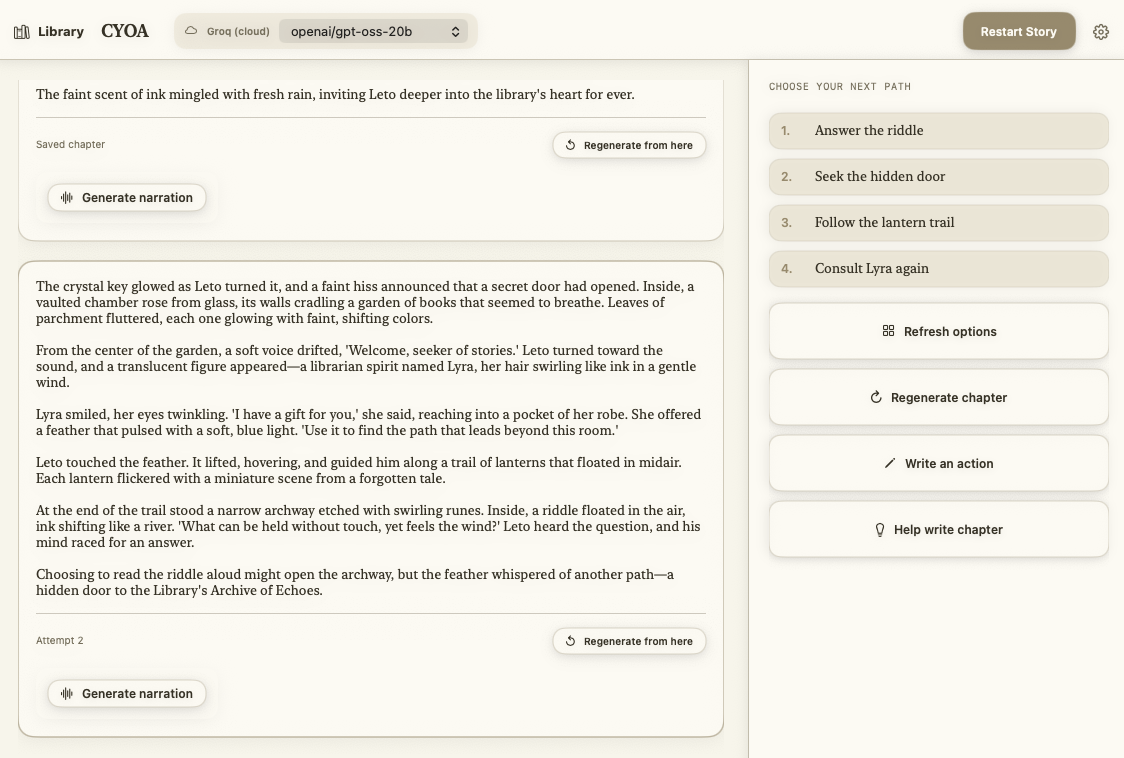 Library
CYOA
Groq (cloud)
openai/gpt-oss-20b
Restart Story
The faint scent of ink mingled with fresh rain, inviting Leto deeper into the library's heart for ever.
Saved chapter
Regenerate from here
Generate narration
The crystal key glowed as Leto turned it, and a faint hiss announced that a secret door had opened. Inside, a
vaulted chamber rose from glass, its walls cradling a garden of books that seemed to breathe. Leaves of
parchment fluttered, each one glowing with faint, shifting colors.
From the center of the garden, a soft voice drifted, 'Welcome, seeker of stories.' Leto turned toward the
sound, and a translucent figure appeared—a librarian spirit named Lyra, her hair swirling like ink in a gentle
wind.
Lyra smiled, her eyes twinkling. 'I have a gift for you,' she said, reaching into a pocket of her robe. She offered
a feather that pulsed with a soft, blue light. 'Use it to find the path that leads beyond this room.'
Leto touched the feather. It lifted, hovering, and guided him along a trail of lanterns that floated in midair.
Each lantern flickered with a miniature scene from a forgotten tale.
At the end of the trail stood a narrow archway etched with swirling runes. Inside, a riddle floated in the air,
ink shifting like a river. 'What can be held without touch, yet feels the wind?' Leto heard the question, and his
mind raced for an answer.
Choosing to read the riddle aloud might open the archway, but the feather whispered of another path—a
hidden door to the Library's Archive of Echoes.
Attempt 2
Regenerate from here
Generate narration
CHOOSE YOUR NEXT PATH
1. Answer the riddle
2. Seek the hidden door
3. Follow the lantern trail
4. Consult Lyra again
Refresh options
Regenerate chapter
Write an action
Help write chapter